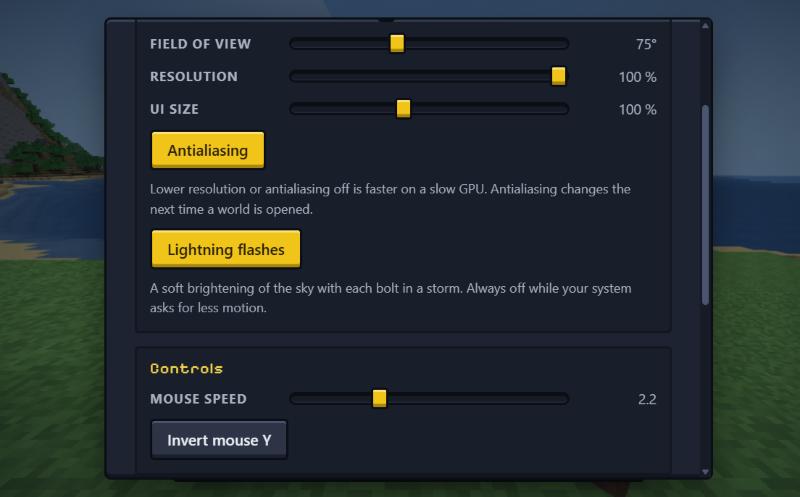 FIELD OF VIEW 75°
RESOLUTION 100 %
UI SIZE 100 %
Antialiasing
Lower resolution or antialiasing off is faster on a slow GPU. Antialiasing changes the
next time a world is opened.
Lightning flashes
A soft brightening of the sky with each bolt in a storm. Always off while your system
asks for less motion.
Controls
MOUSE SPEED 2.2
Invert mouse Y